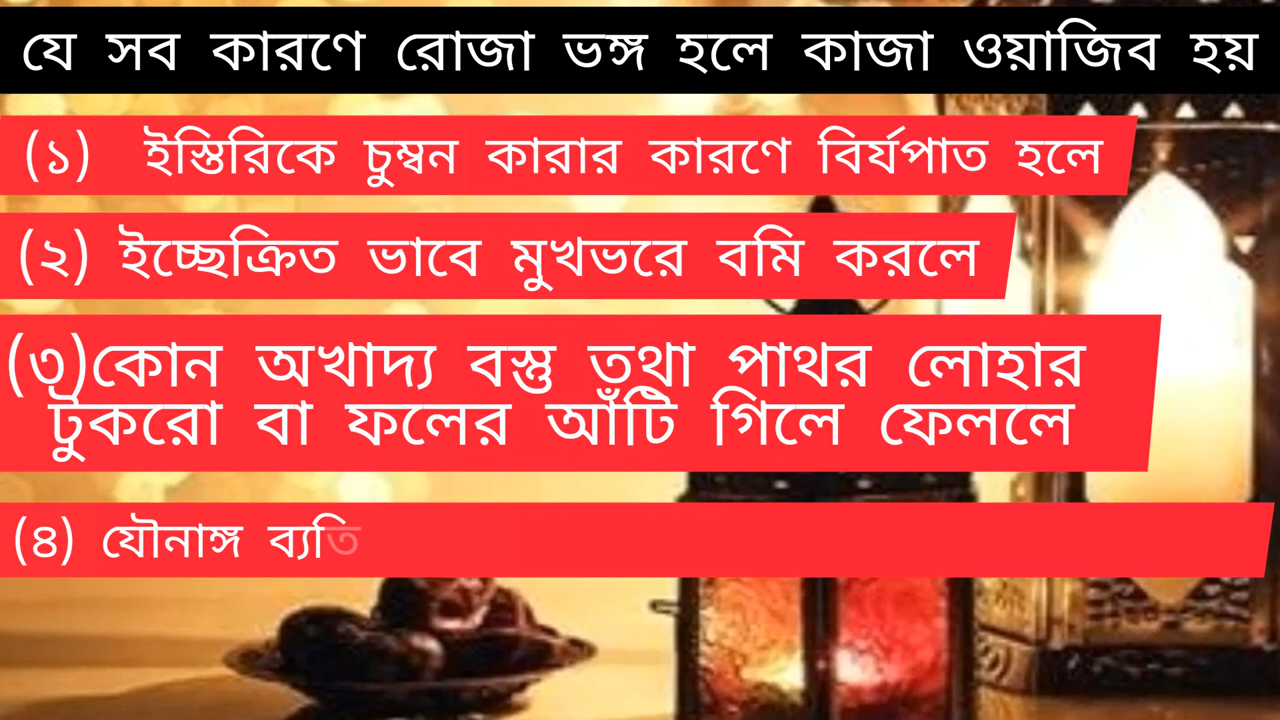 যে সব কারণে রোজা ভঙ্গ হলে কাজা ওয়াজিব হয়
(১) ইস্তিরিকে চুম্বন কারার কারণে বির্যপাত হলে
(২) ইচ্ছেক্রিত ভাবে মুখভরে বমি করলে
(৩)কোন অখাদ্য বস্তু তথা পাথর লোহার
টুকরো বা ফলের আঁটি গিলে ফেললে
(৪) যৌনাঙ্গ ব্যতি